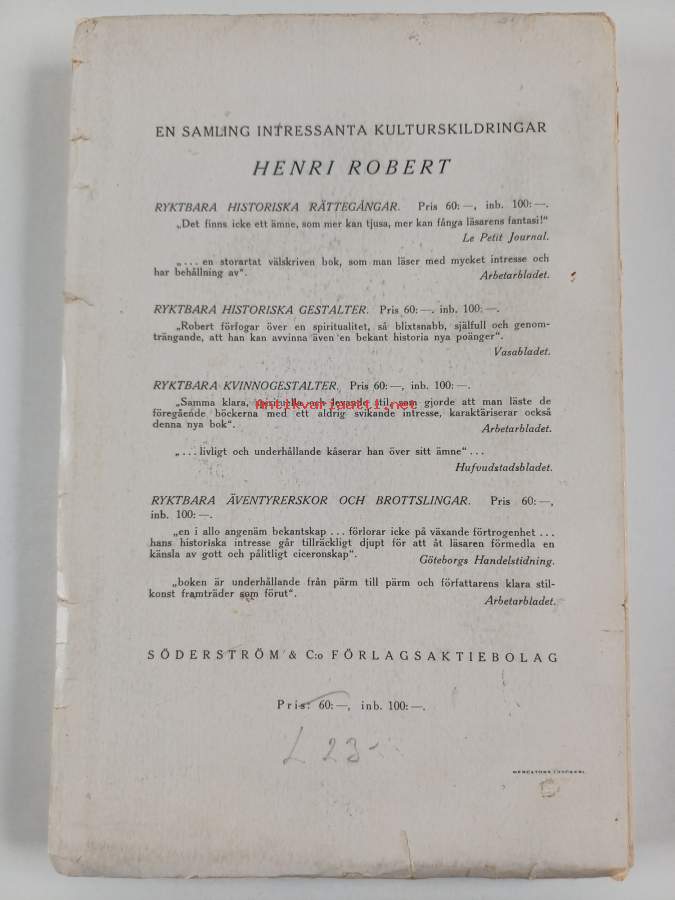 EN SAMLING INTRESSANTA KULTURSKILDRINGAR
HENRI ROBERT
RYKTBARA HISTORISKA RÄTTEGÅNGAR. Pris 60:—, inb. 100:—.
„Det finns icke ett ämne, som mer kan tjusa, mer kan fånga läsarens fantasi!“
Le Petit Journal.
„... en storartat välskriven bok, som man läser med mycket intresse och
har behållning av“. Arbetarbladet.
RYKTBARA HISTORISKA GESTALTER. Pris 60:—. inb. 100:—.
„Robert förfogar över en spiritualitet, så blixtsnabb, själfull och genom-
trängande, att han kan avvinna även en bekant historia nya poänger“.
Vasabladet.
RYKTBARA KVINNOGESTALTER. Pris 60:—, inb. 100:—.
„Samma klara, och stil, som gjorde att man läste de
Antikvariaatti.net
föregående böckerna med ett aldrig svikande intresse, karaktäriserar också
denna nya bok“. Arbetarbladet.
„... livligt och underhållande kåserar han över sitt ämne“ ...
Hufvudstadsbladet.
RYKTBARA ÄVENTYRERSKOR OCH BROTTSLINGAR. Pris 60:—,
inb. 100:—.
„en i allo angenäm bekantskap ... förlorar icke på växande förtrogenhet ...
hans historiska intresse går tillräckligt djupt för att åt läsaren förmedla en
känsla av gott och pålitligt ciceronskap“. Göteborgs Handelstidning.
„boken är underhållande från pärm till pärm och författarens klara stil-
konst framträder som förut“. Arbetarbladet.
SÖDERSTRÖM & C:o FÖRLAGSAKTIEBOLAG
Pris: 60:—, inb. 100:—.
L 23-
MERCATORS TRYCKERI